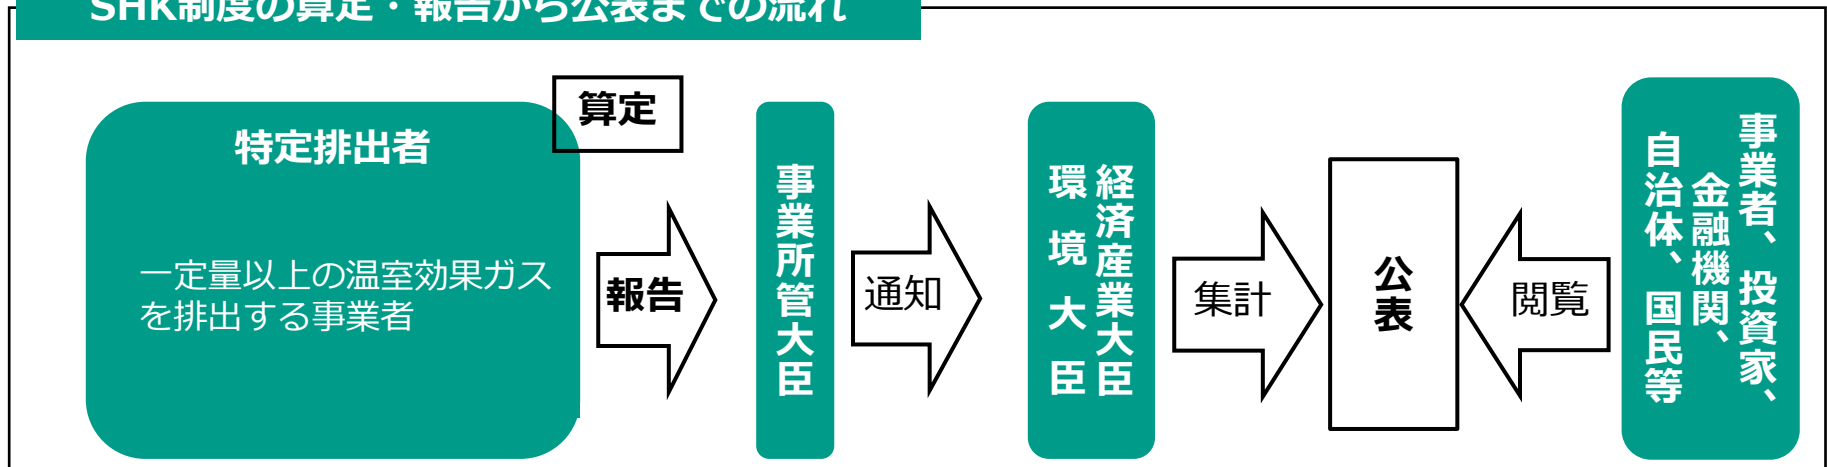 SHK制度の算定・報告から公表までの流れ
特定排出者
一定量以上の温室効果ガス
を排出する事業者
算定
報告
事業所管大臣
通知
経済産業大臣
環境大臣
集計
公表
閲覧
事業者、投資家、
金融機関、
自治体、国民等